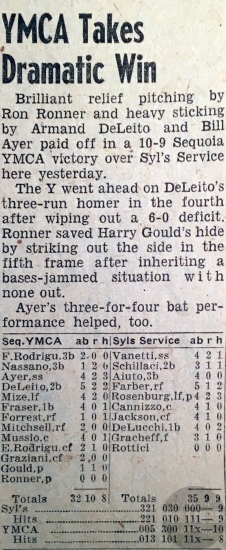 YMCA Takes
Dramatic Win
Brilliant relief pitching by
Ron Ronner and heavy sticking
by Armand DeLeito and Bill
Ayer paid off in a 10-9 Sequoia
YMCA victory over Syl's Service
here yesterday.
The Y went ahead on DeLeito's
three-run homer in the fourth
after wiping out a 6-0 deficit.
Ronner saved Harry Gould's hide
by striking out the side in the
fifth frame after inheriting a
bases-jammed situation with
none out.
Ayer's three-for-four bat per-
formance helped, too.
Seq. YMCA ab r h Syls Service ab r h
F.Rodrigu,3b 2 0 0 Vanetti,ss 4 2 1
Nassano,3b 1 2 0 Schillaci,2b 3 1 1
Ayer,ss 4 2 3 Aiuto,3b 4 0 0
DeLeito,2b 5 2 2 Farber,rf 5 1 2
Mize,lf 4 2 0 Rosenburg,lf,p 4 2 3
Fraser,1b 4 0 1 Cannizzo,c 4 1 0
Forrest,rf 1 0 1 Jackson,cf 4 1 0
Mitchsell,rf 2 0 0 DeLucchi,1b 4 0 2
Mussio,c 4 0 1 Gracheff,f 3 1 0
E.Rodrig,cf 2 1 0 Rottici 0 0 0
Graziani,cf 2 0 0
Gould,p 1 1 0
Ronner,p 0 0 0
Totals 32 10 8 Totals 35 9 9
Syl's 321 030 000— 9
Hits 221 010 111— 9
YMCA 005 300 11x—10
Hits 013 101 11x— 8